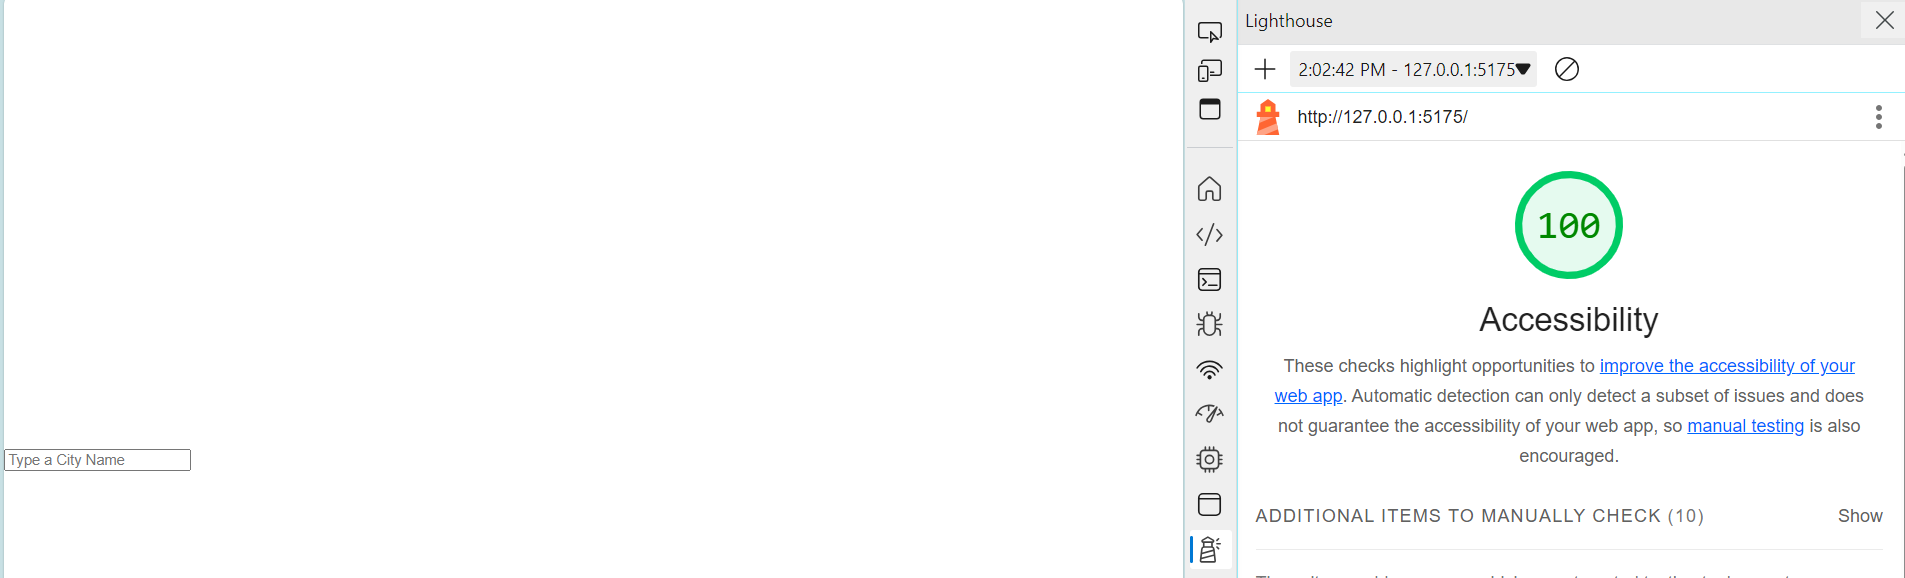 Type a City Name
Lighthouse
2:02:42 PM - 127.0.0.1:5175
http://127.0.0.1:5175/
100
Accessibility
These checks highlight opportunities to improve the accessibility of your
web app. Automatic detection can only detect a subset of issues and does
not guarantee the accessibility of your web app, so manual testing is also
encouraged.
ADDITIONAL ITEMS TO MANUALLY CHECK (10)
Show